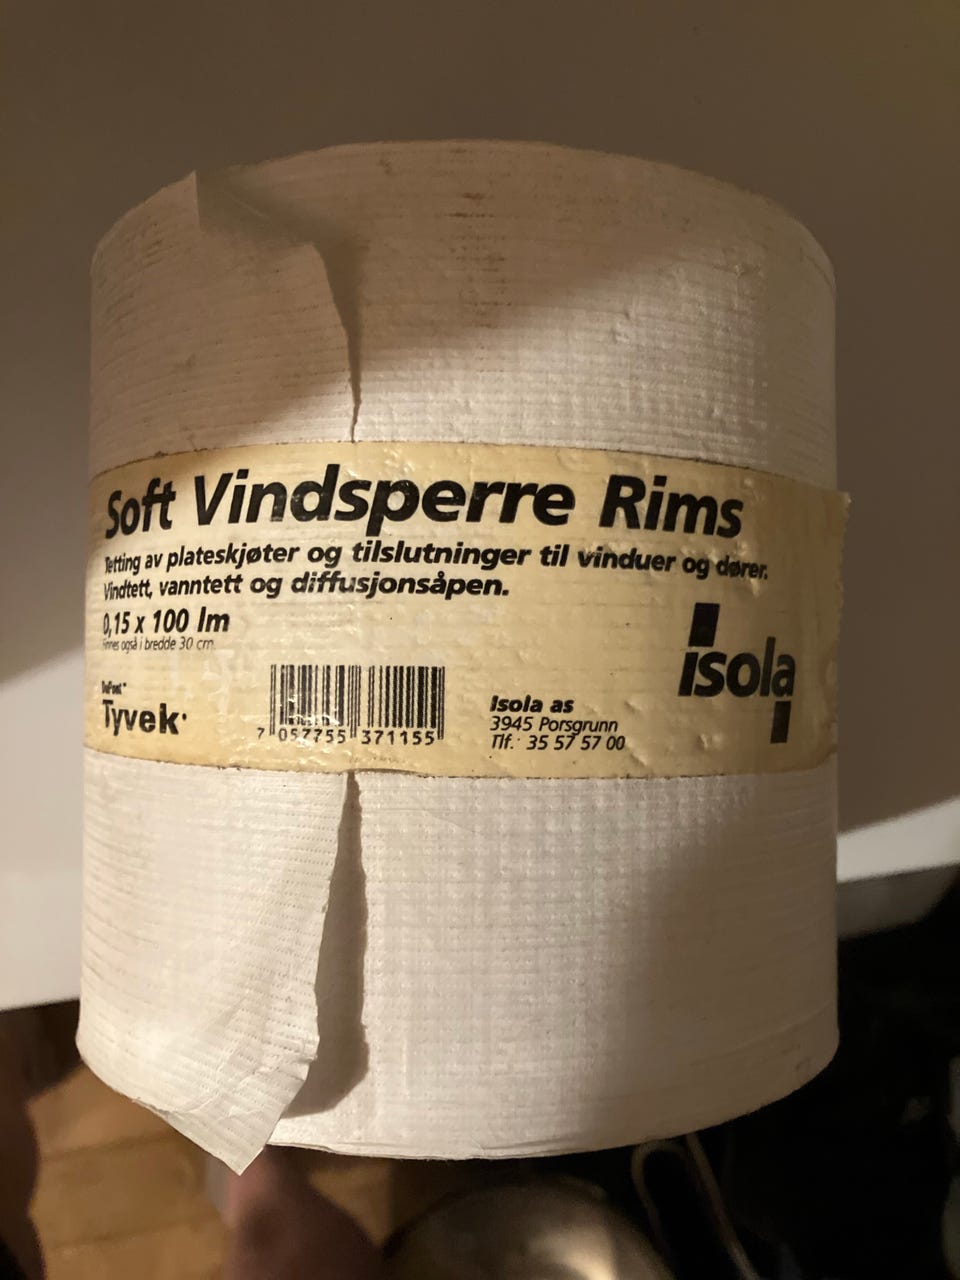 Soft Vindsperre Rims
Tetting av plateskjøter og tilslutninger til vinduer og dører.
Vindtett, vanntett og diffusjonsåpen.
0,15 x 100 lm
Finnes også i bredde 30 cm.
isola
DuPont™
Tyvek®
7 057755 371155
Isola as
3945 Porsgrunn
Tlf.: 35 57 57 00